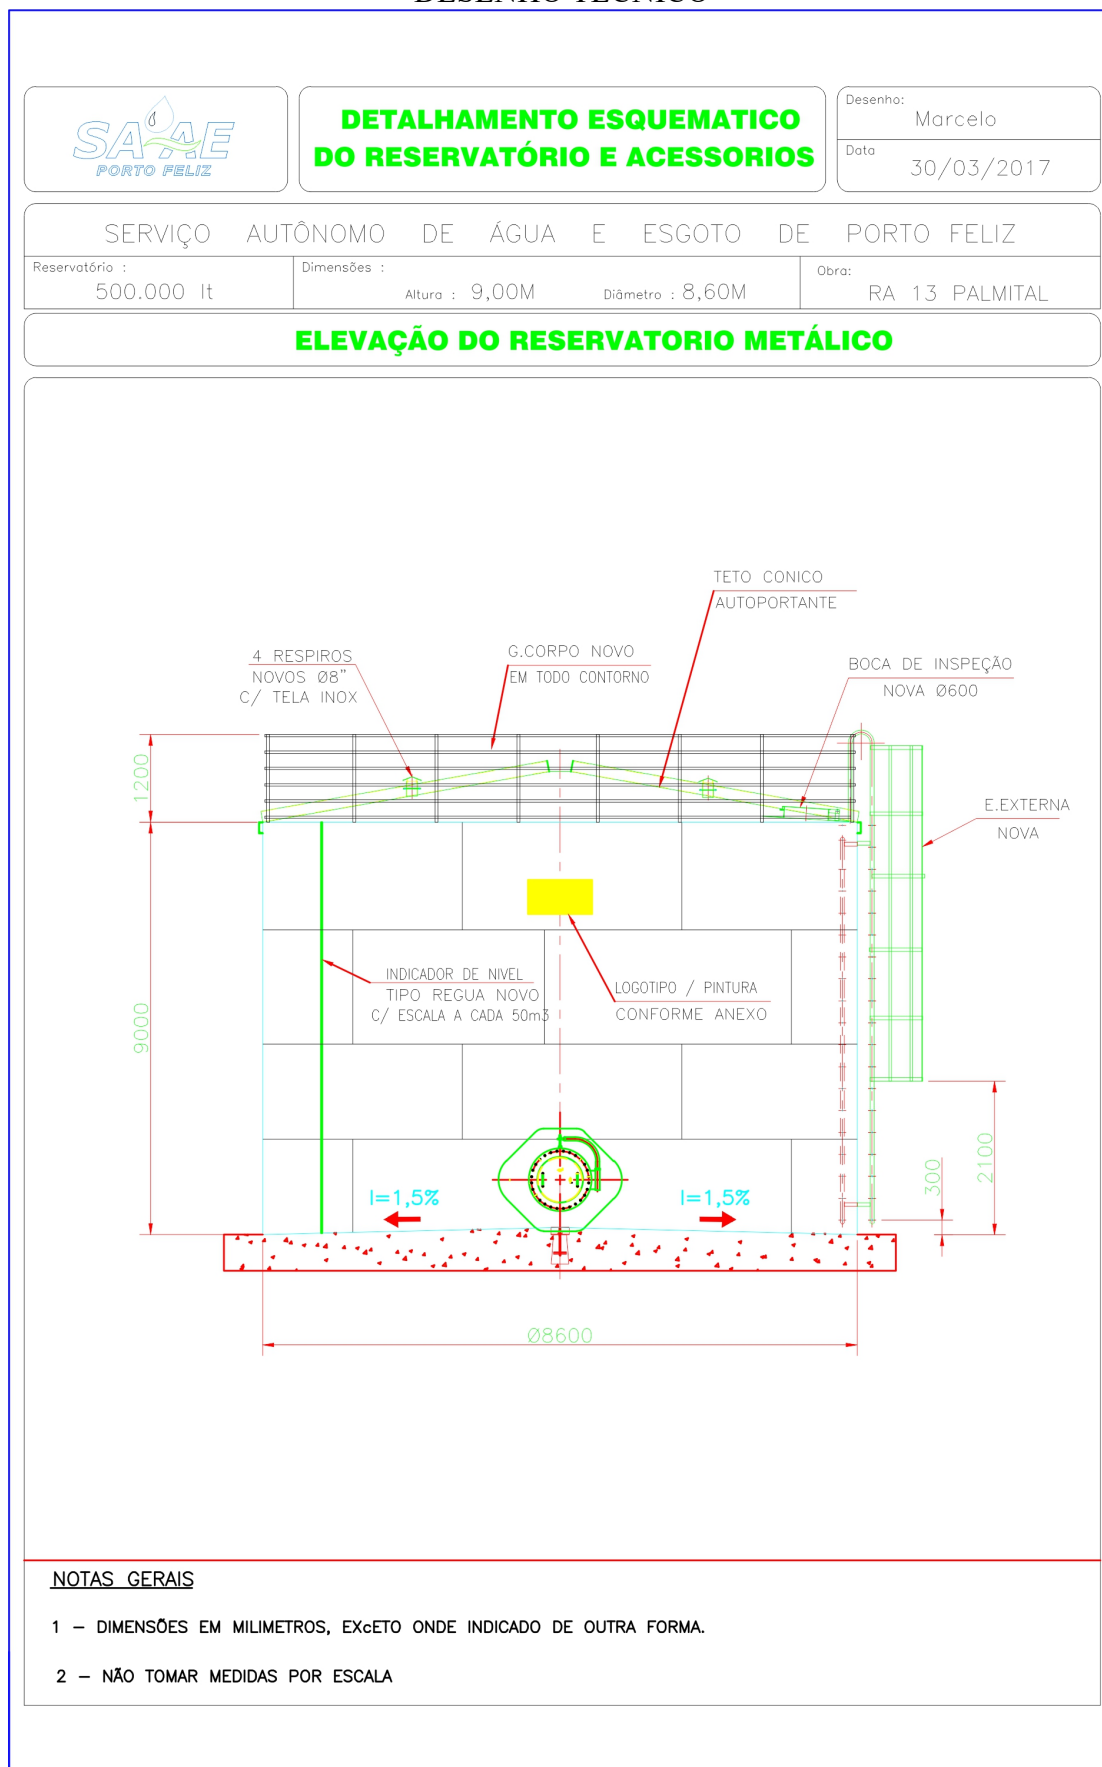 DESENHO TÉCNICO
SAAE
PORTO FELIZ
DETALHAMENTO ESQUEMATICO
DO RESERVATÓRIO E ACESSORIOS
Desenho:
Marcelo
Data
30/03/2017
SERVIÇO AUTÔNOMO DE ÁGUA E ESGOTO DE PORTO FELIZ
Reservatório :
500.000 lt
Dimensões :
Altura : 9,00M Diâmetro : 8,60M
Obra:
RA 13 PALMITAL
ELEVAÇÃO DO RESERVATORIO METÁLICO
TETO CONICO
AUTOPORTANTE
4 RESPIROS
NOVOS Ø8"
C/ TELA INOX
G.CORPO NOVO
EM TODO CONTORNO
BOCA DE INSPEÇÃO
NOVA Ø600
1200
E.EXTERNA
NOVA
INDICADOR DE NIVEL
TIPO REGUA NOVO
C/ ESCALA A CADA 50m3
LOGOTIPO / PINTURA
CONFORME ANEXO
9000
2100
300
I=1,5%
I=1,5%
Ø8600
NOTAS GERAIS
1 – DIMENSÕES EM MILIMETROS, EXcETO ONDE INDICADO DE OUTRA FORMA.
2 – NÃO TOMAR MEDIDAS POR ESCALA